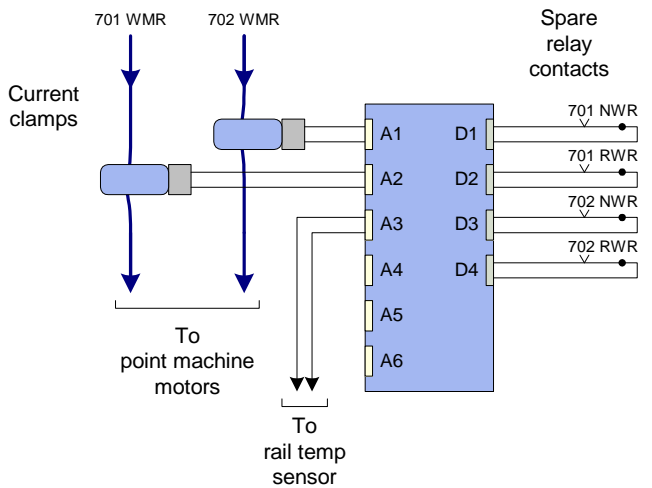 701 WMR
702 WMR
Spare
relay
contacts
Current
clamps
701 NWR
A1
D1
701 RWR
A2
D2
702 NWR
A3
D3
702 RWR
A4
D4
A5
A6
To
point machine
motors
To
rail temp
sensor